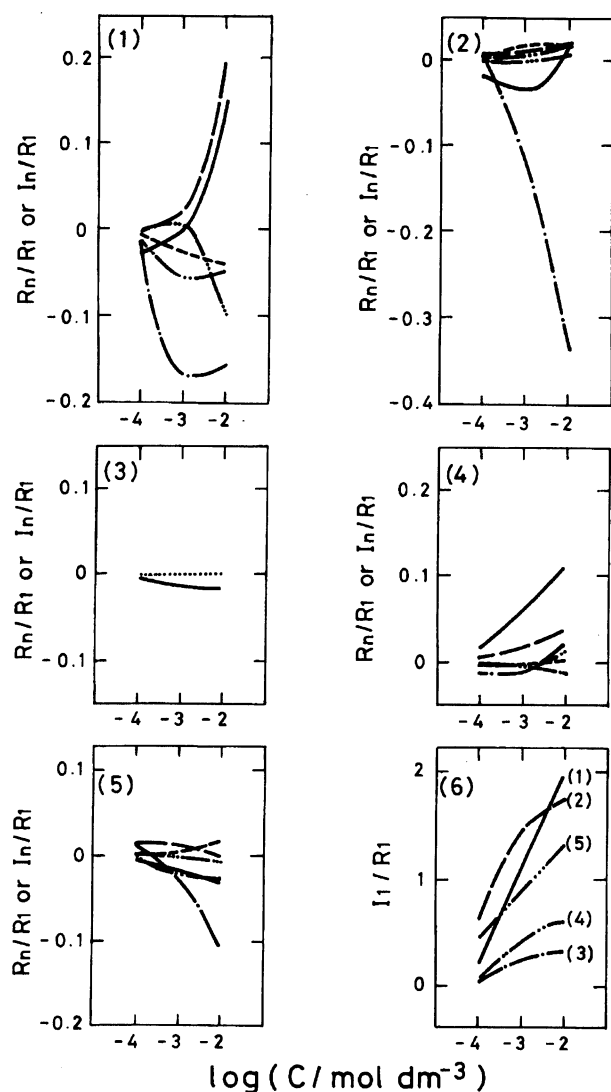 (1)
0.2
0.1
0
-0.1
-0.2
-4 -3 -2
Rn/R1 or In/R1
(2)
0
-0.1
-0.2
-0.3
-0.4
-4 -3 -2
Rn/R1 or In/R1
(3)
0.1
0
-0.1
-4 -3 -2
Rn/R1 or In/R1
(4)
0.2
0.1
0
-4 -3 -2
Rn/R1 or In/R1
(5)
0.1
0
-0.1
-0.2
-4 -3 -2
Rn/R1 or In/R1
(6)
2
1
0
(1)
(2)
(5)
(4)
(3)
-4 -3 -2
I1/R1
log(C/mol dm-3)